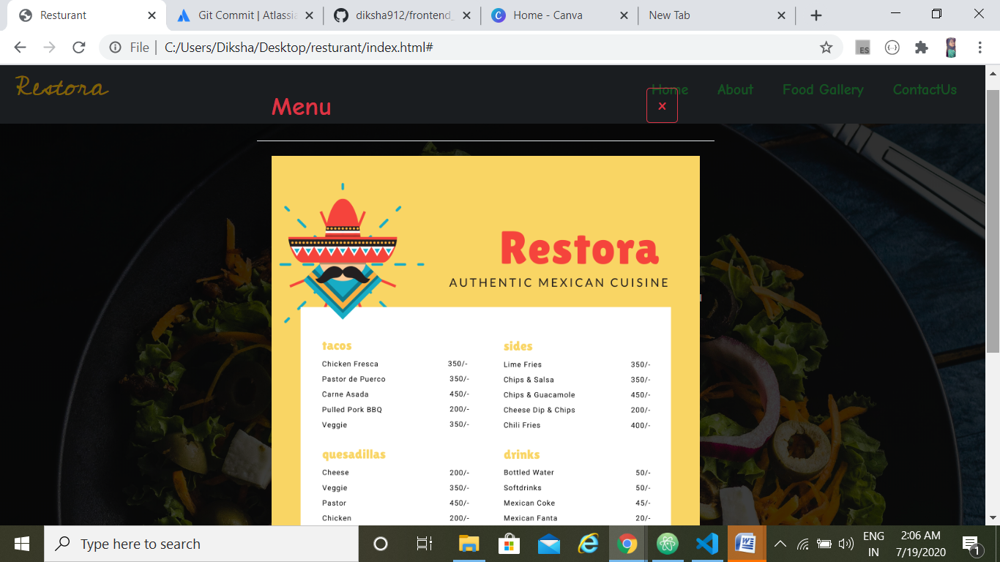 Resturant
Git Commit | Atlassia
diksha912/frontend_
Home - Canva
New Tab
File | C:/Users/Diksha/Desktop/resturant/index.html#
ES
Restora
Home About Food Gallery ContactUs
Menu
×
Restora
AUTHENTIC MEXICAN CUISINE
tacos
Chicken Fresca 350/-
Pastor de Puerco 350/-
Carne Asada 450/-
Pulled Pork BBQ 200/-
Veggie 350/-
quesadillas
Cheese 200/-
Veggie 350/-
Pastor 450/-
Chicken 200/-
sides
Lime Fries 350/-
Chips & Salsa 350/-
Chips & Guacamole 450/-
Cheese Dip & Chips 200/-
Chili Fries 400/-
drinks
Bottled Water 50/-
Softdrinks 50/-
Mexican Coke 45/-
Mexican Fanta 20/-
Type here to search
ENG
IN
2:06 AM
7/19/2020
1